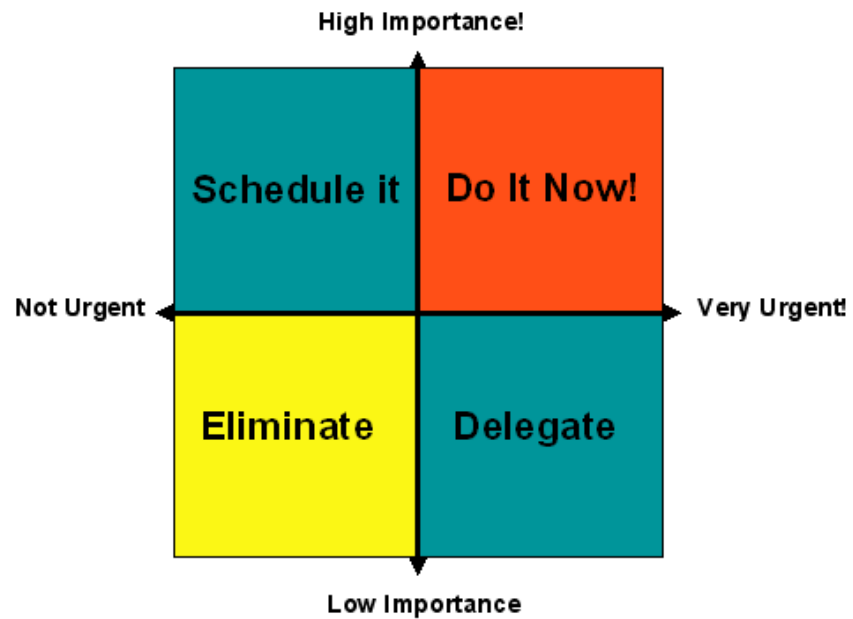 High Importance!
Schedule it
Do It Now!
Not Urgent
Very Urgent!
Eliminate
Delegate
Low Importance